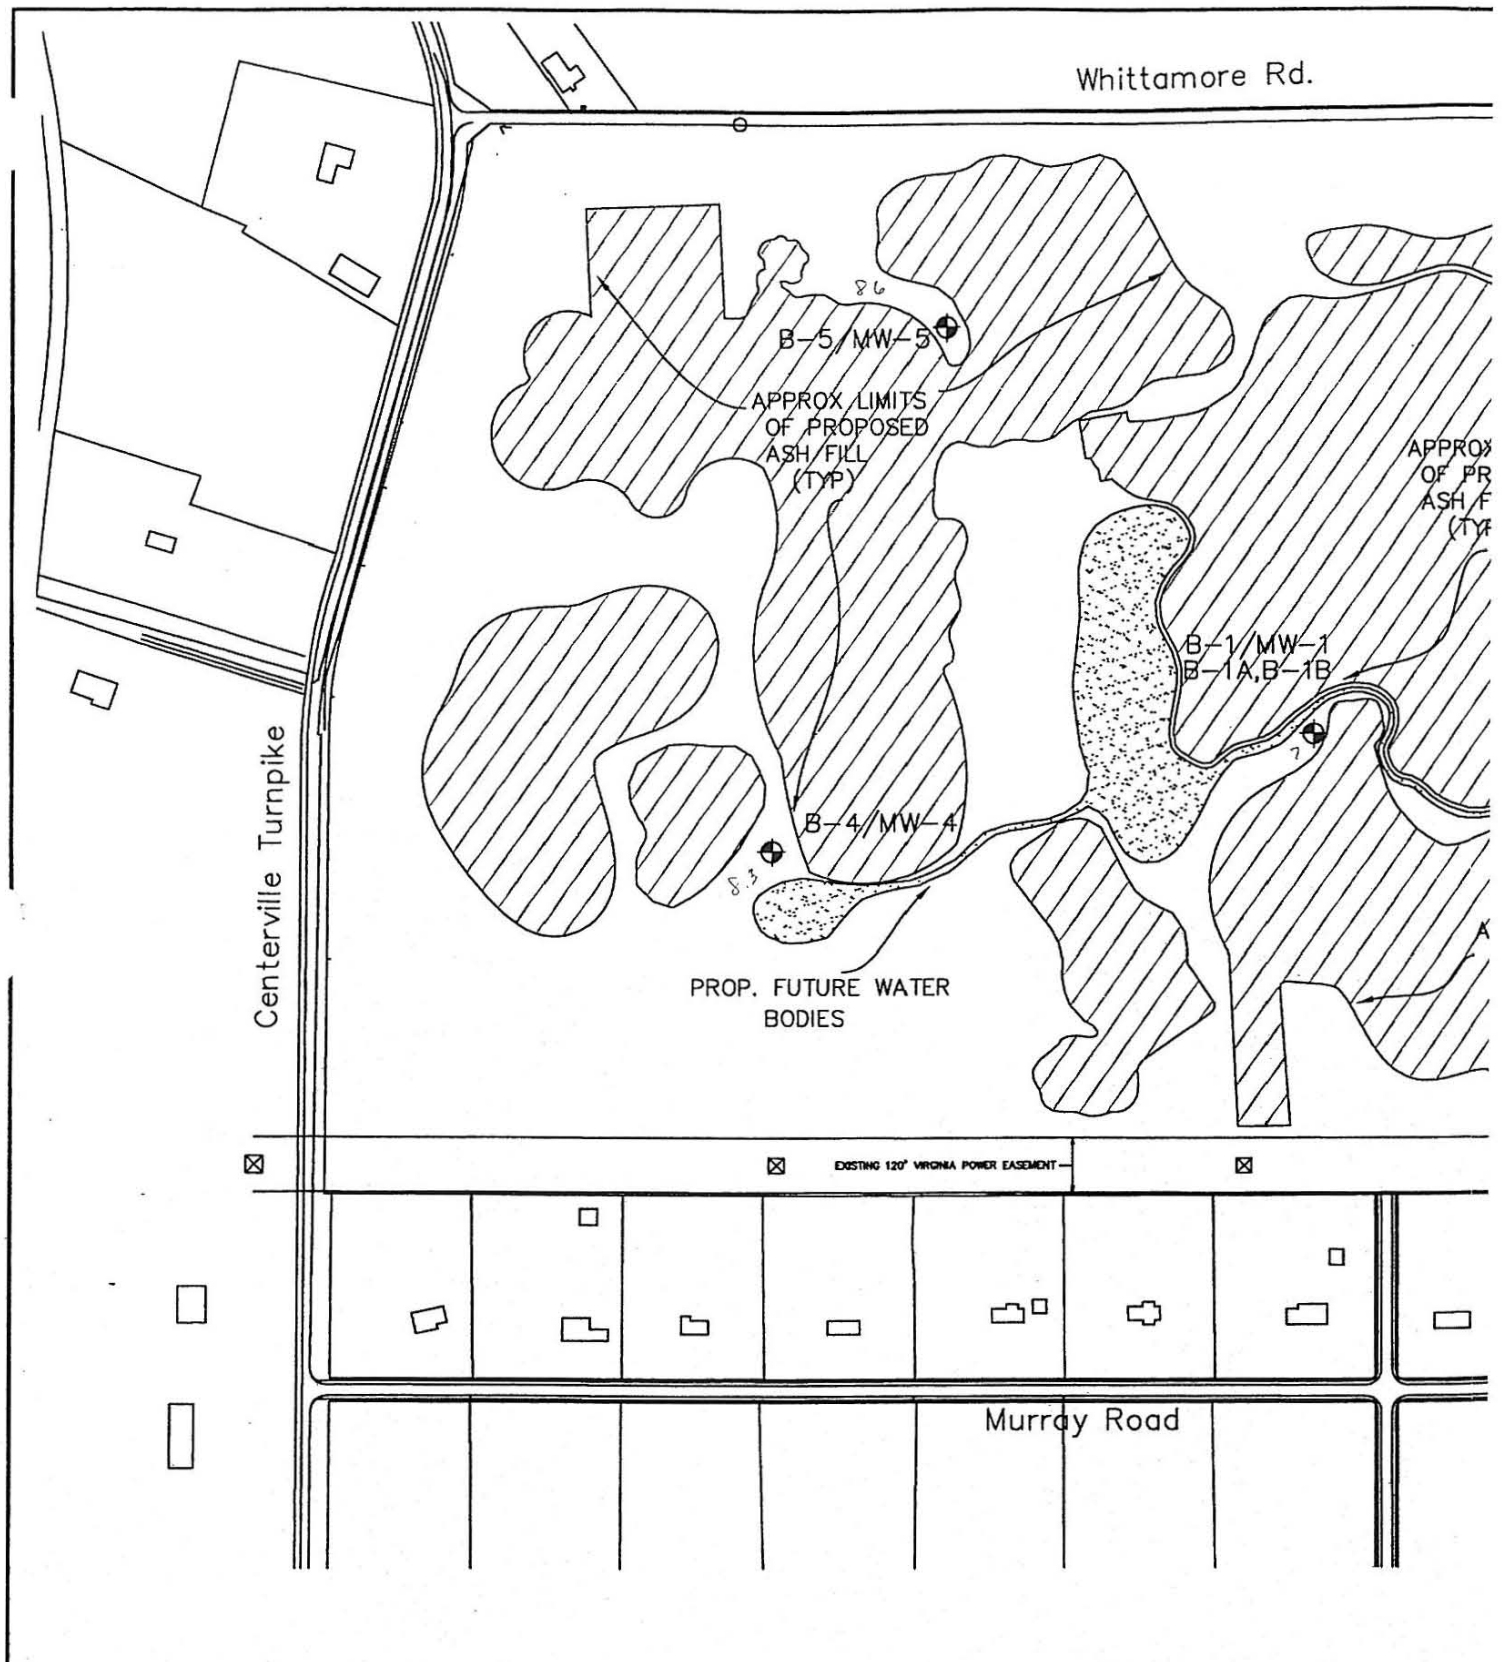 Whittamore Rd.
86
B-5/MW-5
APPROX LIMITS
OF PROPOSED
ASH FILL
(TYP)
APPROX
OF PR
ASH F
(TYP
B-1/MW-1
B-1A,B-1B
7
Centerville Turnpike
B-4/MW-4
8.3
A
PROP. FUTURE WATER
BODIES
EXISTING 120' VIRGINIA POWER EASEMENT
Murray Road